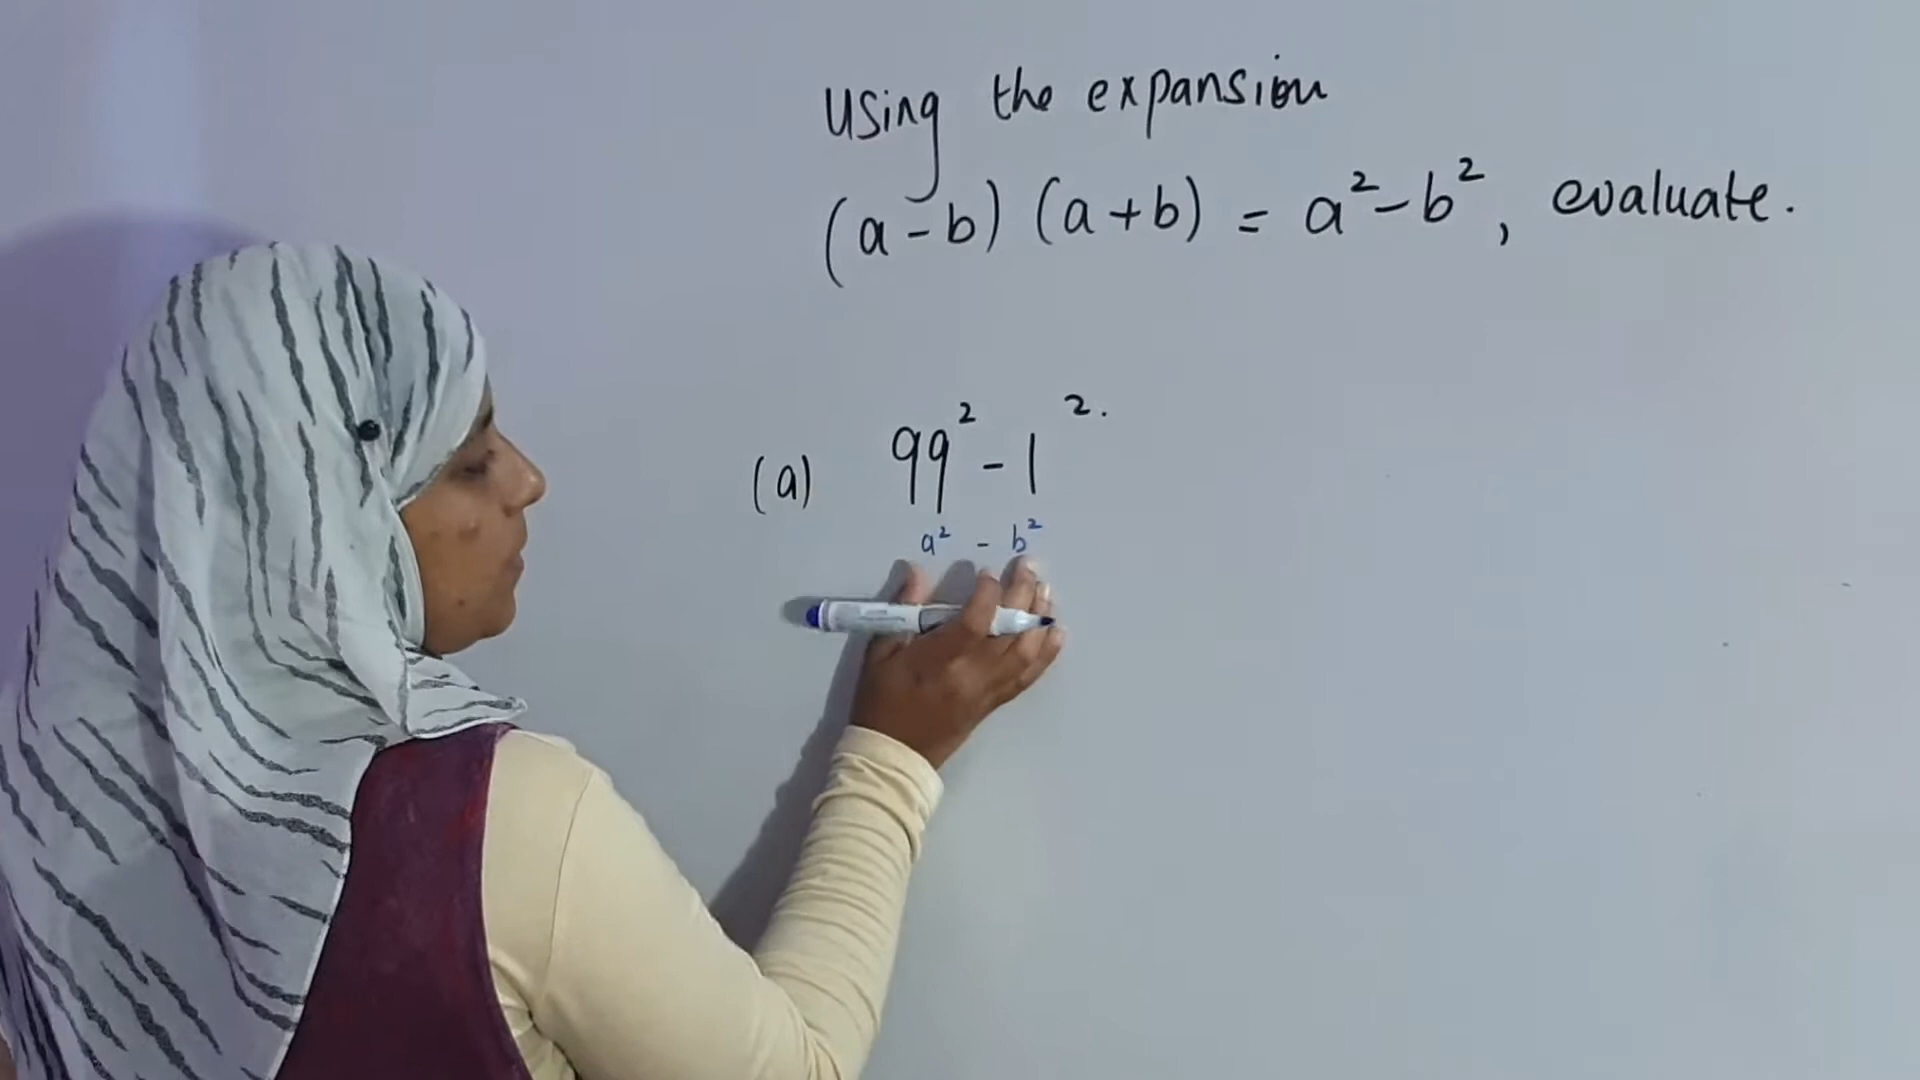 Using the expansion
(a-b) (a+b) = a²-b², evaluate.
(a) 99² - 1².
a² - b²